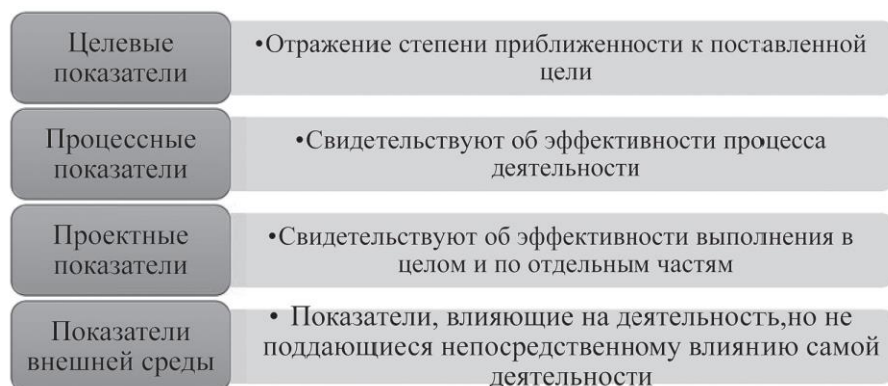 Целевые
показатели
•Отражение степени приближенности к поставленной
цели
Процессные
показатели
•Свидетельствуют об эффективности процесса
деятельности
Проектные
показатели
•Свидетельствуют об эффективности выполнения в
целом и по отдельным частям
Показатели
внешней среды
• Показатели, влияющие на деятельность,но не
поддающиеся непосредственному влиянию самой
деятельности